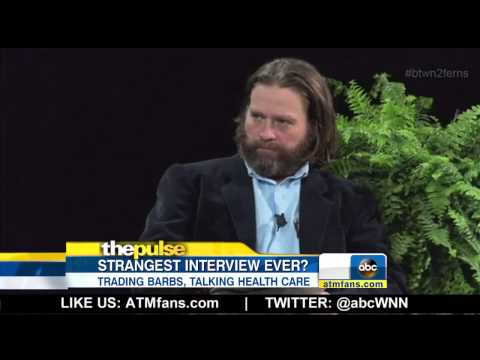 #btwn2ferns
thepulse
STRANGEST INTERVIEW EVER?
TRADING BARBS, TALKING HEALTH CARE
abc
atmfans.com
LIKE US: ATMfans.com | TWITTER: @abcWNN